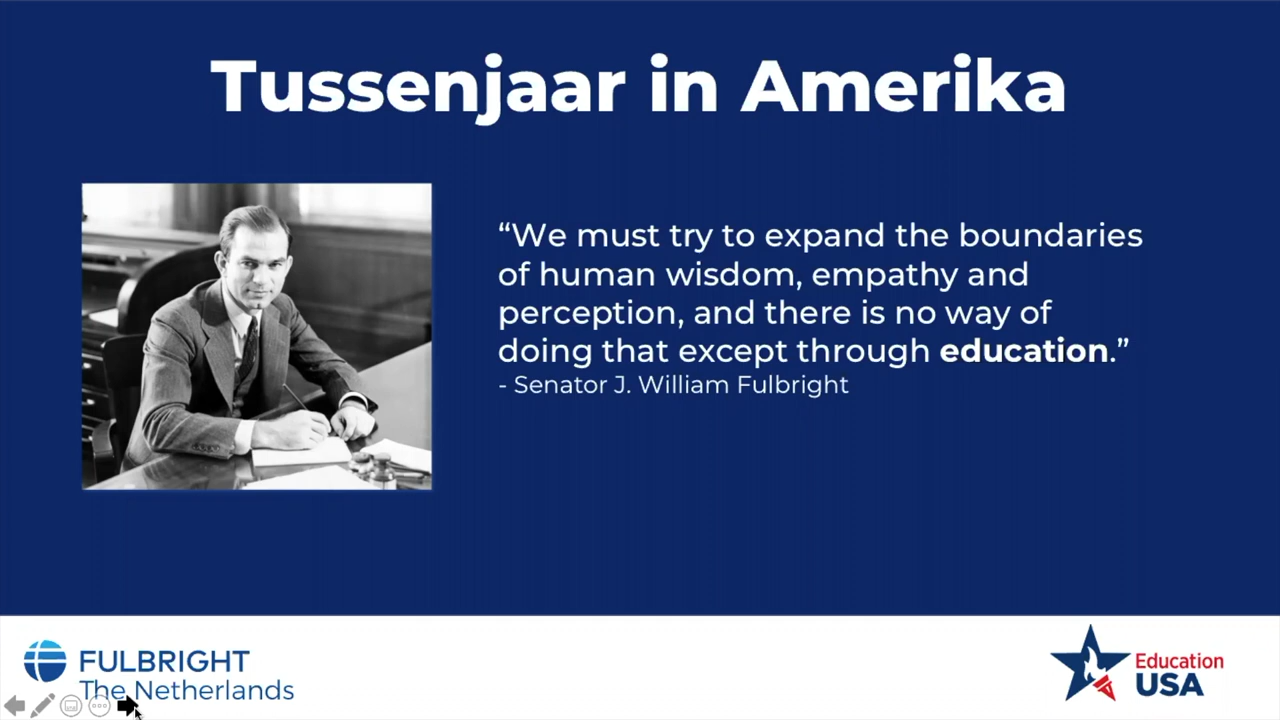 Tussenjaar in Amerika
“We must try to expand the boundaries
of human wisdom, empathy and
perception, and there is no way of
doing that except through education.”
- Senator J. William Fulbright
FULBRIGHT
The Netherlands
Education
USA